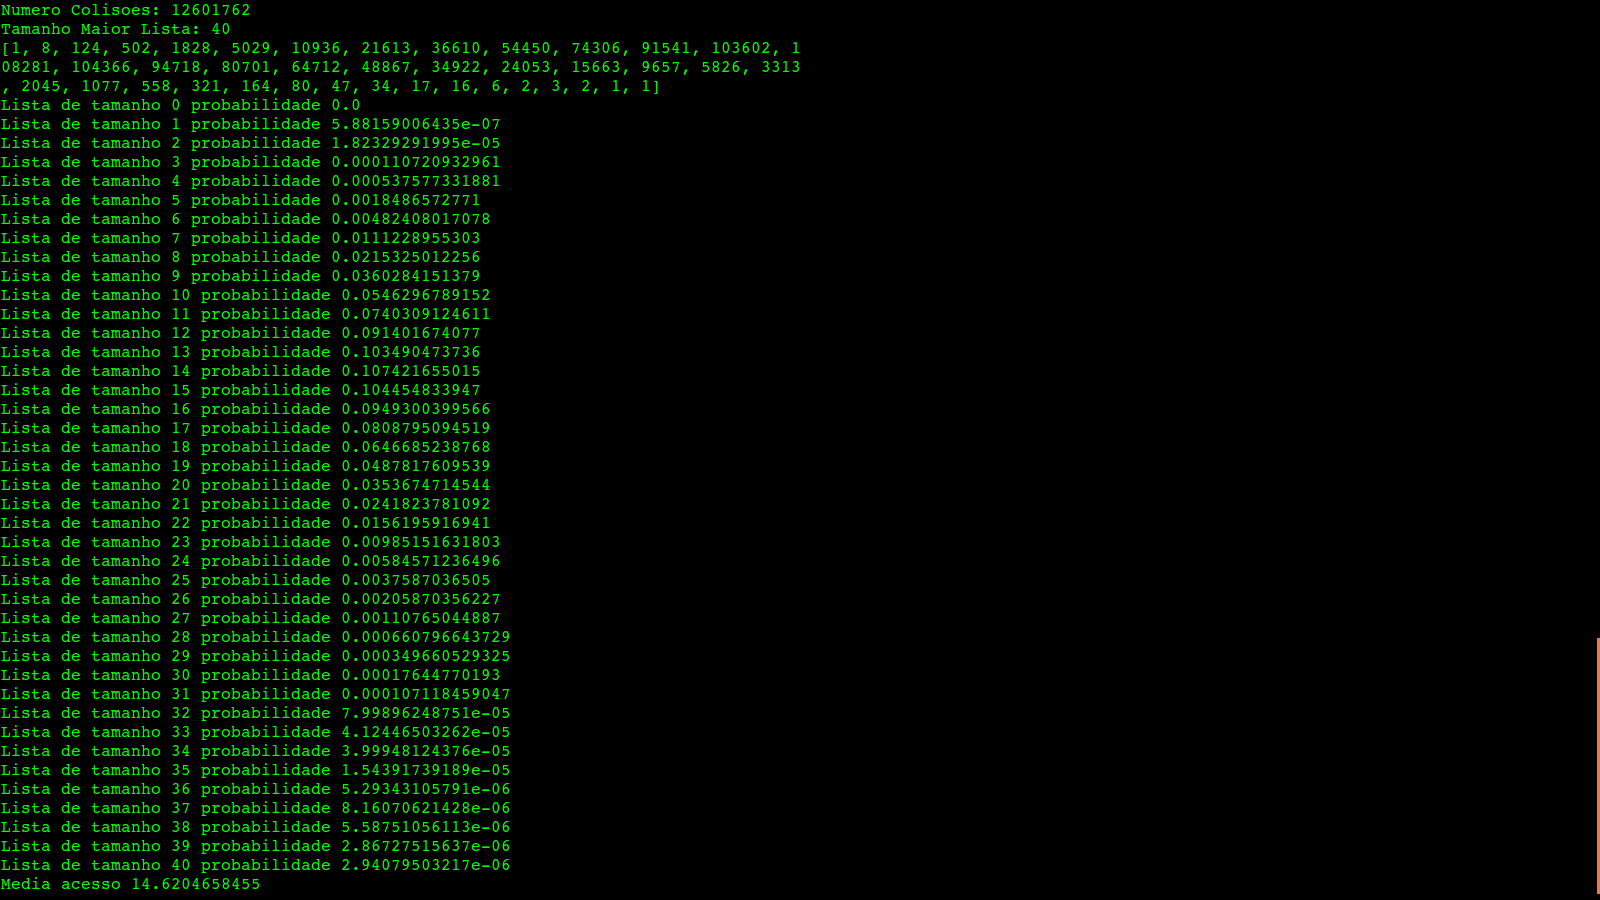 Numero Colisoes: 12601762
Tamanho Maior Lista: 40
[1, 8, 124, 502, 1828, 5029, 10936, 21613, 36610, 54450, 74306, 91541, 103602, 1
08281, 104366, 94718, 80701, 64712, 48867, 34922, 24053, 15663, 9657, 5826, 3313
, 2045, 1077, 558, 321, 164, 80, 47, 34, 17, 16, 6, 2, 3, 2, 1, 1]
Lista de tamanho 0 probabilidade 0.0
Lista de tamanho 1 probabilidade 5.88159006435e-07
Lista de tamanho 2 probabilidade 1.82329291995e-05
Lista de tamanho 3 probabilidade 0.000110720932961
Lista de tamanho 4 probabilidade 0.000537577331881
Lista de tamanho 5 probabilidade 0.0018486572771
Lista de tamanho 6 probabilidade 0.00482408017078
Lista de tamanho 7 probabilidade 0.0111228955303
Lista de tamanho 8 probabilidade 0.0215325012256
Lista de tamanho 9 probabilidade 0.0360284151379
Lista de tamanho 10 probabilidade 0.0546296789152
Lista de tamanho 11 probabilidade 0.0740309124611
Lista de tamanho 12 probabilidade 0.091401674077
Lista de tamanho 13 probabilidade 0.103490473736
Lista de tamanho 14 probabilidade 0.107421655015
Lista de tamanho 15 probabilidade 0.104454833947
Lista de tamanho 16 probabilidade 0.0949300399566
Lista de tamanho 17 probabilidade 0.0808795094519
Lista de tamanho 18 probabilidade 0.0646685238768
Lista de tamanho 19 probabilidade 0.0487817609539
Lista de tamanho 20 probabilidade 0.0353674714544
Lista de tamanho 21 probabilidade 0.0241823781092
Lista de tamanho 22 probabilidade 0.0156195916941
Lista de tamanho 23 probabilidade 0.00985151631803
Lista de tamanho 24 probabilidade 0.00584571236496
Lista de tamanho 25 probabilidade 0.0037587036505
Lista de tamanho 26 probabilidade 0.00205870356227
Lista de tamanho 27 probabilidade 0.00110765044887
Lista de tamanho 28 probabilidade 0.000660796643729
Lista de tamanho 29 probabilidade 0.000349660529325
Lista de tamanho 30 probabilidade 0.00017644770193
Lista de tamanho 31 probabilidade 0.000107118459047
Lista de tamanho 32 probabilidade 7.99896248751e-05
Lista de tamanho 33 probabilidade 4.12446503262e-05
Lista de tamanho 34 probabilidade 3.99948124376e-05
Lista de tamanho 35 probabilidade 1.54391739189e-05
Lista de tamanho 36 probabilidade 5.29343105791e-06
Lista de tamanho 37 probabilidade 8.16070621428e-06
Lista de tamanho 38 probabilidade 5.58751056113e-06
Lista de tamanho 39 probabilidade 2.86727515637e-06
Lista de tamanho 40 probabilidade 2.94079503217e-06
Media acesso 14.6204658455